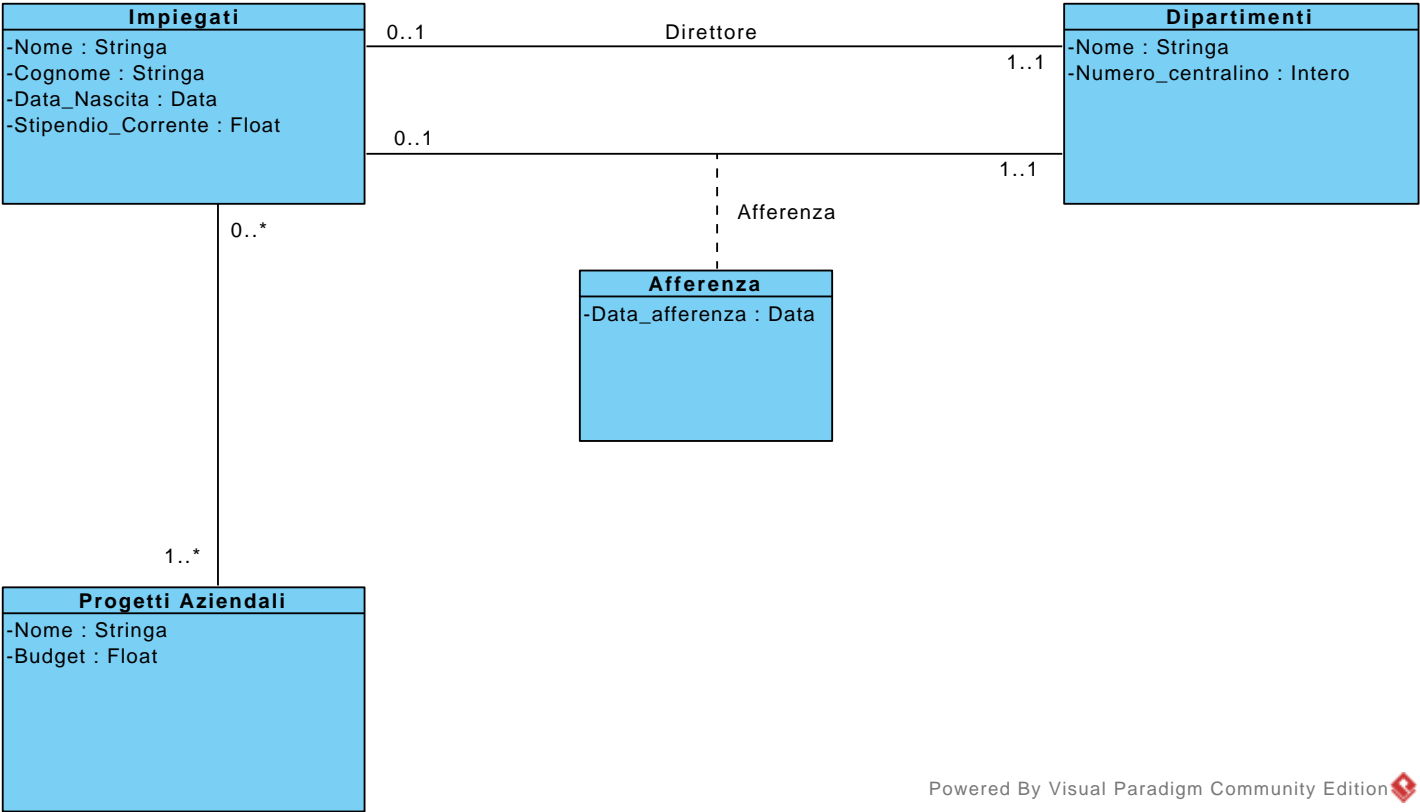 Impiegati
-Nome : Stringa
-Cognome : Stringa
-Data_Nascita : Data
-Stipendio_Corrente : Float
0..1
Direttore
1..1
Dipartimenti
-Nome : Stringa
-Numero_centralino : Intero
0..1
1..1
Afferenza
Afferenza
-Data_afferenza : Data
0..*
1..*
Progetti Aziendali
-Nome : Stringa
-Budget : Float
Powered By Visual Paradigm Community Edition